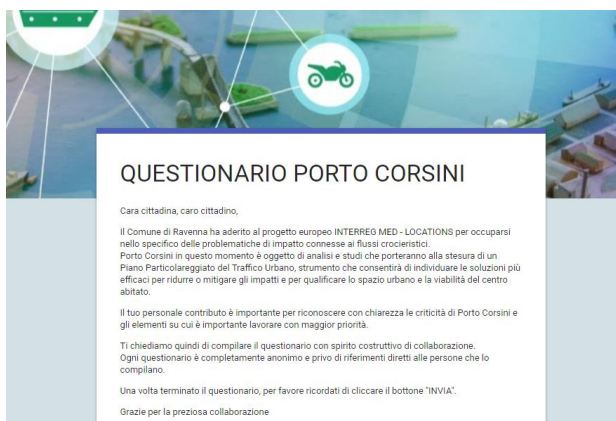 QUESTIONARIO PORTO CORSINI
Cara cittadina, caro cittadino,
Il Comune di Ravenna ha aderito al progetto europeo INTERREG MED - LOCATIONS per occuparsi
nello specifico delle problematiche di impatto connesse ai flussi crocieristici.
Porto Corsini in questo momento è oggetto di analisi e studi che porteranno alla stesura di un
Piano Particolareggiato del Traffico Urbano, strumento che consentirà di individuare le soluzioni più
efficaci per ridurre o mitigare gli impatti e per qualificare lo spazio urbano e la viabilità del centro
abitato.
Il tuo personale contributo è importante per riconoscere con chiarezza le criticità di Porto Corsini e
gli elementi su cui è importante lavorare con maggior priorità.
Ti chiediamo quindi di compilare il questionario con spirito costruttivo di collaborazione.
Ogni questionario è completamente anonimo e privo di riferimenti diretti alle persone che lo
compilano.
Una volta terminato il questionario, per favore ricordati di cliccare il bottone "INVIA".
Grazie per la preziosa collaborazione